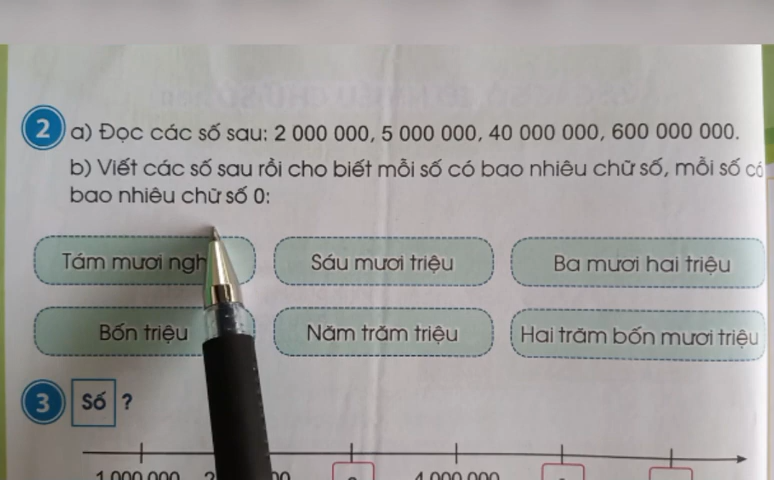 2 a) Đọc các số sau: 2 000 000, 5 000 000, 40 000 000, 600 000 000.
b) Viết các số sau rồi cho biết mỗi số có bao nhiêu chữ số, mỗi số có
bao nhiêu chữ số 0:
Tám mươi Sáu mươi triệu Ba mươi hai triệu
Bốn triệu Năm trăm triệu Hai trăm bốn mươi triệu
3 Số ?
1 000 000 4 000 000